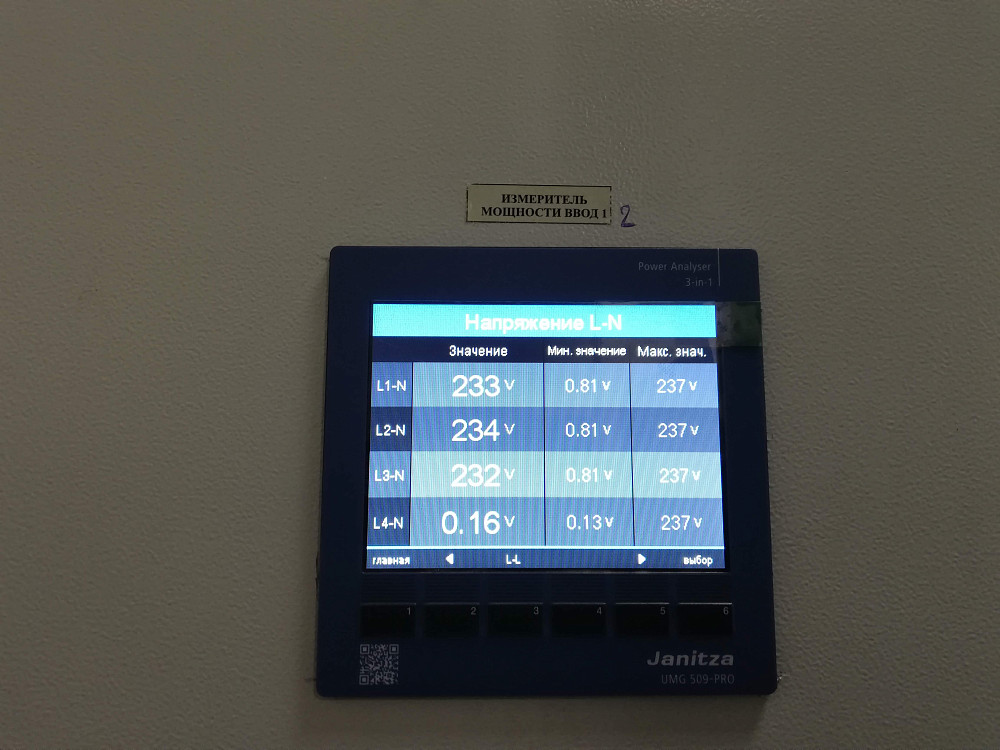 ИЗМЕРИТЕЛЬ
МОЩНОСТИ ВВОД 1 2
Power Analyser
3-in-1
Напряжение L-N
Значение Мин. значение Макс. знач.
L1-N 233 V 0.81 V 237 V
L2-N 234 V 0.81 V 237 V
L3-N 232 V 0.81 V 237 V
L4-N 0.16 V 0.13 V 237 V
главная ◀ L-L ▶ выбор
1 2 3 4 5 6
Janitza
UMG 509-PRO